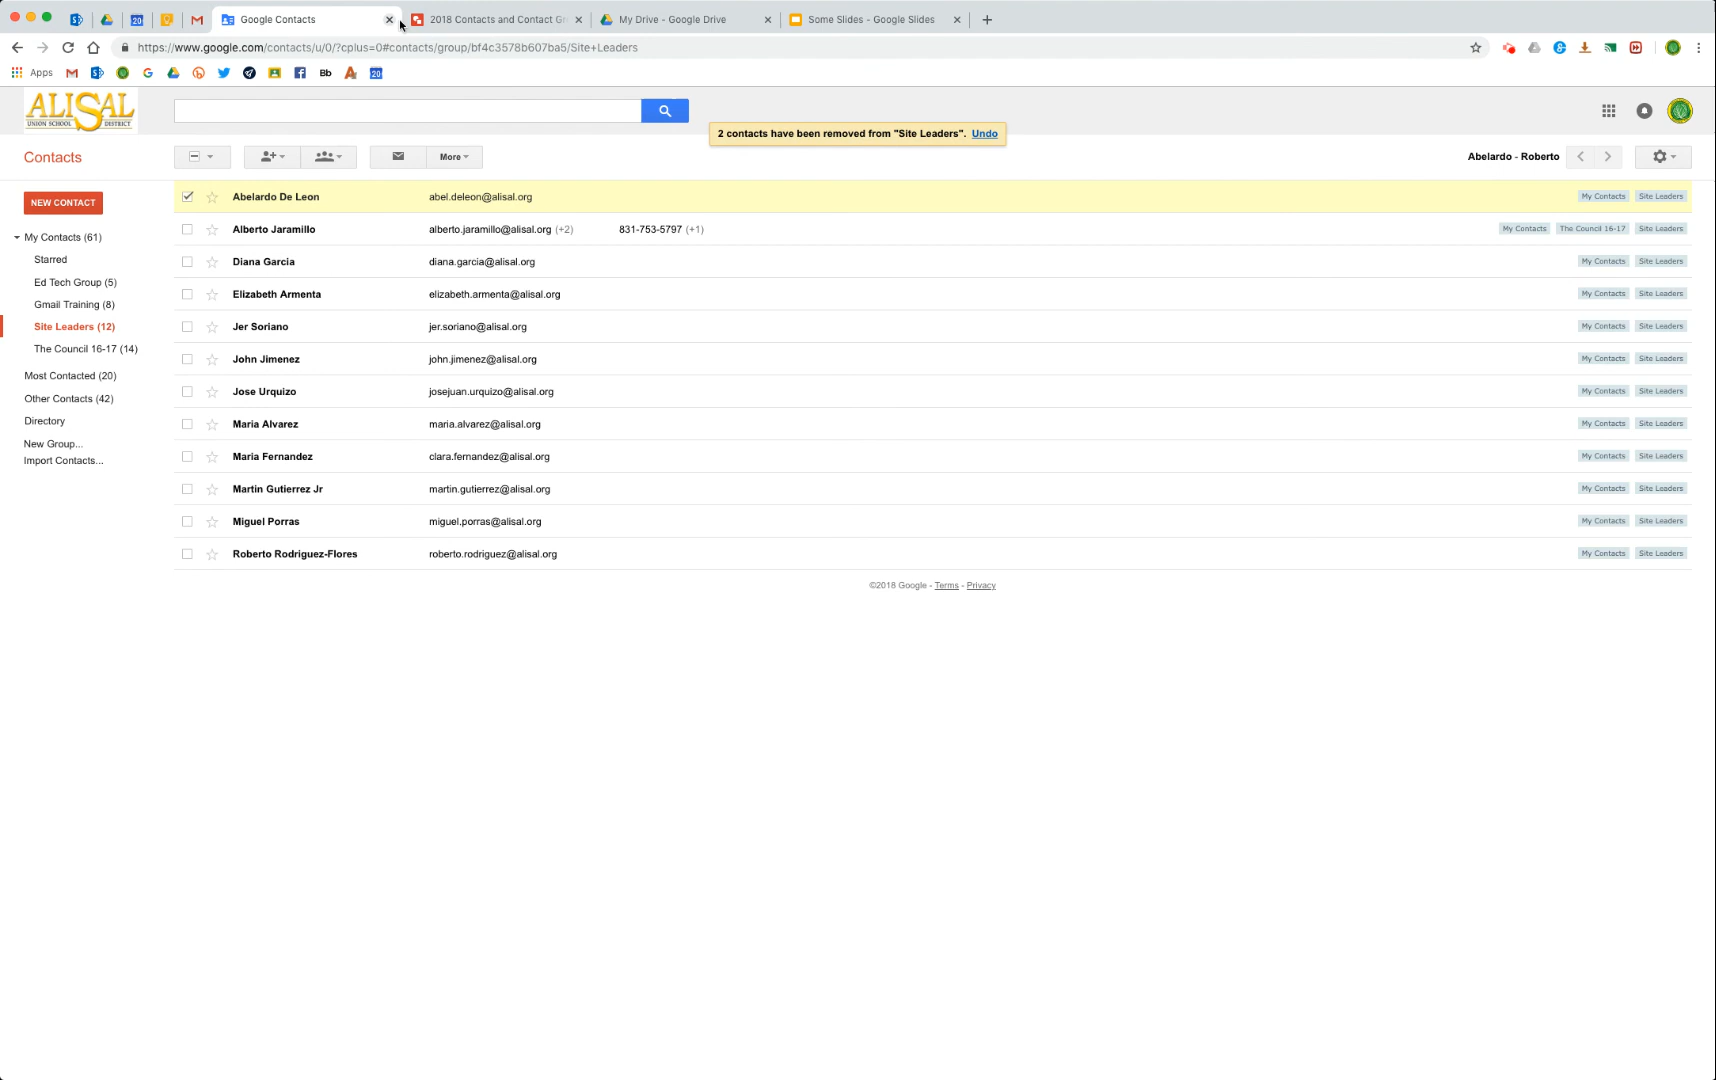 Google Contacts
2018 Contacts and Contact Gr
My Drive - Google Drive
Some Slides - Google Slides
https://www.google.com/contacts/u/0/?cplus=0#contacts/group/bf4c3578b607ba5/Site+Leaders
Apps
Bb
ALISAL
UNION SCHOOL DISTRICT
2 contacts have been removed from "Site Leaders". Undo
Contacts
More
Abelardo - Roberto
NEW CONTACT
My Contacts (61)
Starred
Ed Tech Group (5)
Gmail Training (8)
Site Leaders (12)
The Council 16-17 (14)
Most Contacted (20)
Other Contacts (42)
Directory
New Group...
Import Contacts...
Abelardo De Leon abel.deleon@alisal.org My Contacts Site Leaders
Alberto Jaramillo alberto.jaramillo@alisal.org (+2) 831-753-5797 (+1) My Contacts The Council 16-17 Site Leaders
Diana Garcia diana.garcia@alisal.org My Contacts Site Leaders
Elizabeth Armenta elizabeth.armenta@alisal.org My Contacts Site Leaders
Jer Soriano jer.soriano@alisal.org My Contacts Site Leaders
John Jimenez john.jimenez@alisal.org My Contacts Site Leaders
Jose Urquizo josejuan.urquizo@alisal.org My Contacts Site Leaders
Maria Alvarez maria.alvarez@alisal.org My Contacts Site Leaders
Maria Fernandez clara.fernandez@alisal.org My Contacts Site Leaders
Martin Gutierrez Jr martin.gutierrez@alisal.org My Contacts Site Leaders
Miguel Porras miguel.porras@alisal.org My Contacts Site Leaders
Roberto Rodriguez-Flores roberto.rodriguez@alisal.org My Contacts Site Leaders
©2018 Google - Terms - Privacy